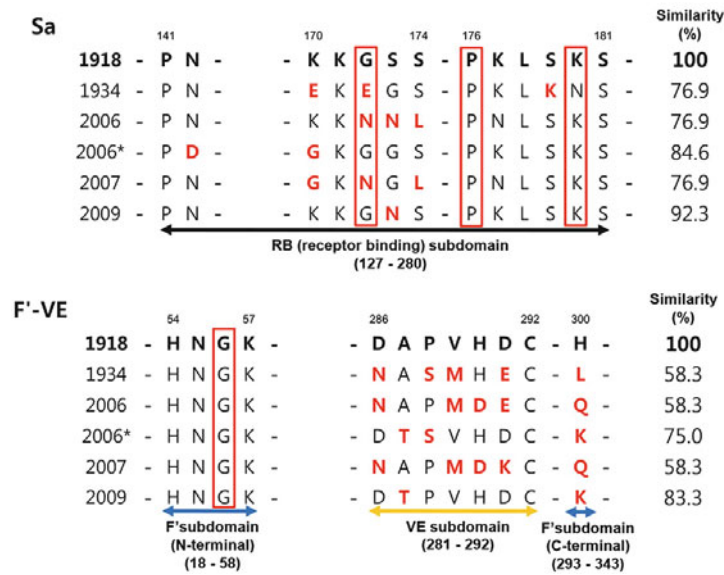 Sa
Similarity
(%)
141 170 174 176 181
1918 - P N - - K K G S S - P K L S K S - 100
1934 - P N - - E K E G S - P K L K N S - 76.9
2006 - P N - - K K N N L - P N L S K S - 76.9
2006* - P D - - G K G G S - P K L S K S - 84.6
2007 - P N - - G K N G L - P N L S K S - 76.9
2009 - P N - - K K G N S - P K L S K S - 92.3
RB (receptor binding) subdomain
(127 - 280)
F'-VE
Similarity
(%)
54 57 286 292 300
1918 - H N G K - - D A P V H D C - H - 100
1934 - H N G K - - N A S M H E C - L - 58.3
2006 - H N G K - - N A P M D E C - Q - 58.3
2006* - H N G K - - D T S V H D C - K - 75.0
2007 - H N G K - - N A P M D K C - Q - 58.3
2009 - H N G K - - D T P V H D C - K - 83.3
F'subdomain
(N-terminal)
(18 - 58)
VE subdomain
(281 - 292)
F'subdomain
(C-terminal)
(293 - 343)